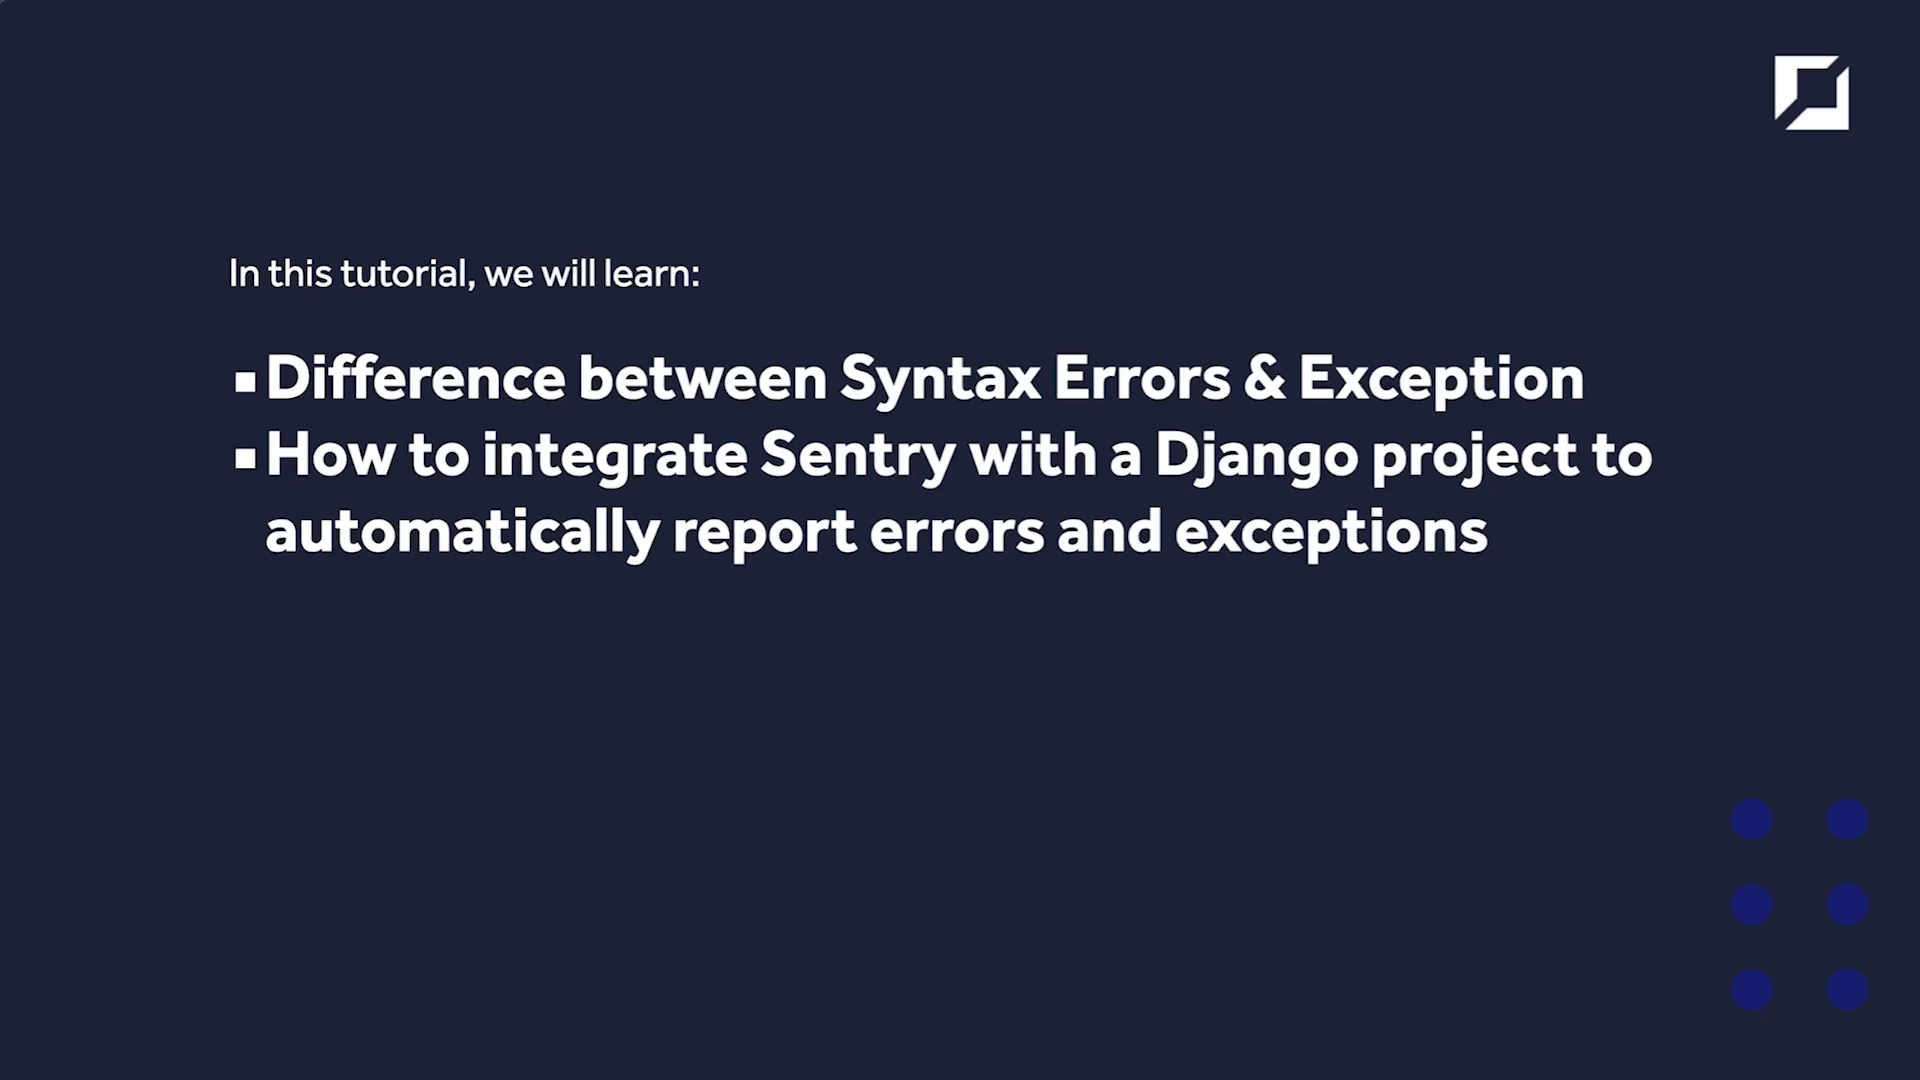 In this tutorial, we will learn:
▪Difference between Syntax Errors & Exception
▪How to integrate Sentry with a Django project to
automatically report errors and exceptions